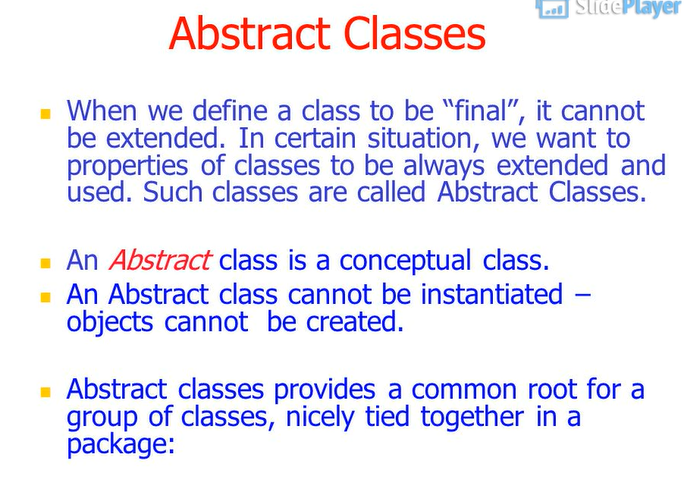 SlidePlayer
Abstract Classes
When we define a class to be “final”, it cannot
be extended. In certain situation, we want to
properties of classes to be always extended and
used. Such classes are called Abstract Classes.
An Abstract class is a conceptual class.
An Abstract class cannot be instantiated –
objects cannot be created.
Abstract classes provides a common root for a
group of classes, nicely tied together in a
package: